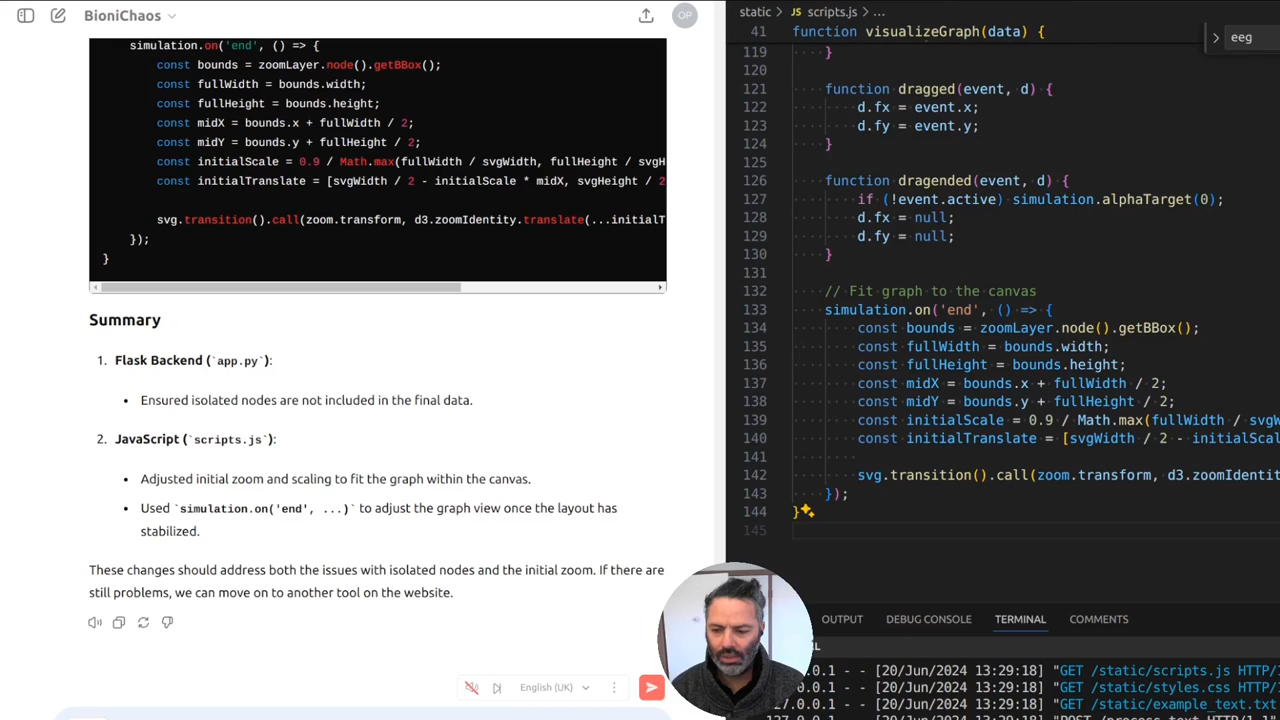 BioniChaos
OP
simulation.on('end', () => {
const bounds = zoomLayer.node().getBBox();
const fullWidth = bounds.width;
const fullHeight = bounds.height;
const midX = bounds.x + fullWidth / 2;
const midY = bounds.y + fullHeight / 2;
const initialScale = 0.9 / Math.max(fullWidth / svgWidth, fullHeight / svgH
const initialTranslate = [svgWidth / 2 - initialScale * midX, svgHeight / 2
svg.transition().call(zoom.transform, d3.zoomIdentity.translate(...initialT
});
}
Summary
1. Flask Backend (`app.py`):
• Ensured isolated nodes are not included in the final data.
2. JavaScript (`scripts.js`):
• Adjusted initial zoom and scaling to fit the graph within the canvas.
• Used `simulation.on('end', ...)` to adjust the graph view once the layout has
stabilized.
These changes should address both the issues with isolated nodes and the initial zoom. If there are
still problems, we can move on to another tool on the website.
English (UK)
static > JS scripts.js > ...
41 function visualizeGraph(data) {
eeg
119 }
120
121 function dragged(event, d) {
122 d.fx = event.x;
123 d.fy = event.y;
124 }
125
126 function dragended(event, d) {
127 if (!event.active) simulation.alphaTarget(0);
128 d.fx = null;
129 d.fy = null;
130 }
131
132 // Fit graph to the canvas
133 simulation.on('end', () => {
134 const bounds = zoomLayer.node().getBBox();
135 const fullWidth = bounds.width;
136 const fullHeight = bounds.height;
137 const midX = bounds.x + fullWidth / 2;
138 const midY = bounds.y + fullHeight / 2;
139 const initialScale = 0.9 / Math.max(fullWidth / svgW
140 const initialTranslate = [svgWidth / 2 - initialScal
141
142 svg.transition().call(zoom.transform, d3.zoomIdentit
143 });
144 }
145
OUTPUT DEBUG CONSOLE TERMINAL COMMENTS
.0.1 - - [20/Jun/2024 13:29:18] "GET /static/scripts.js HTTP/1
.0.1 - - [20/Jun/2024 13:29:18] "GET /static/styles.css HTTP/1
127.0.0.1 - - [20/Jun/2024 13:29:18] "GET /static/example_text.txt